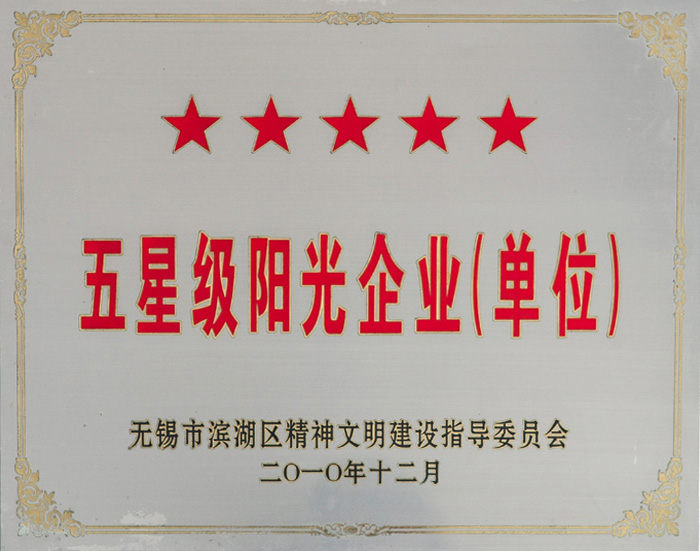 五星级阳光企业(单位)
无锡市滨湖区精神文明建设指导委员会
二〇一〇年十二月